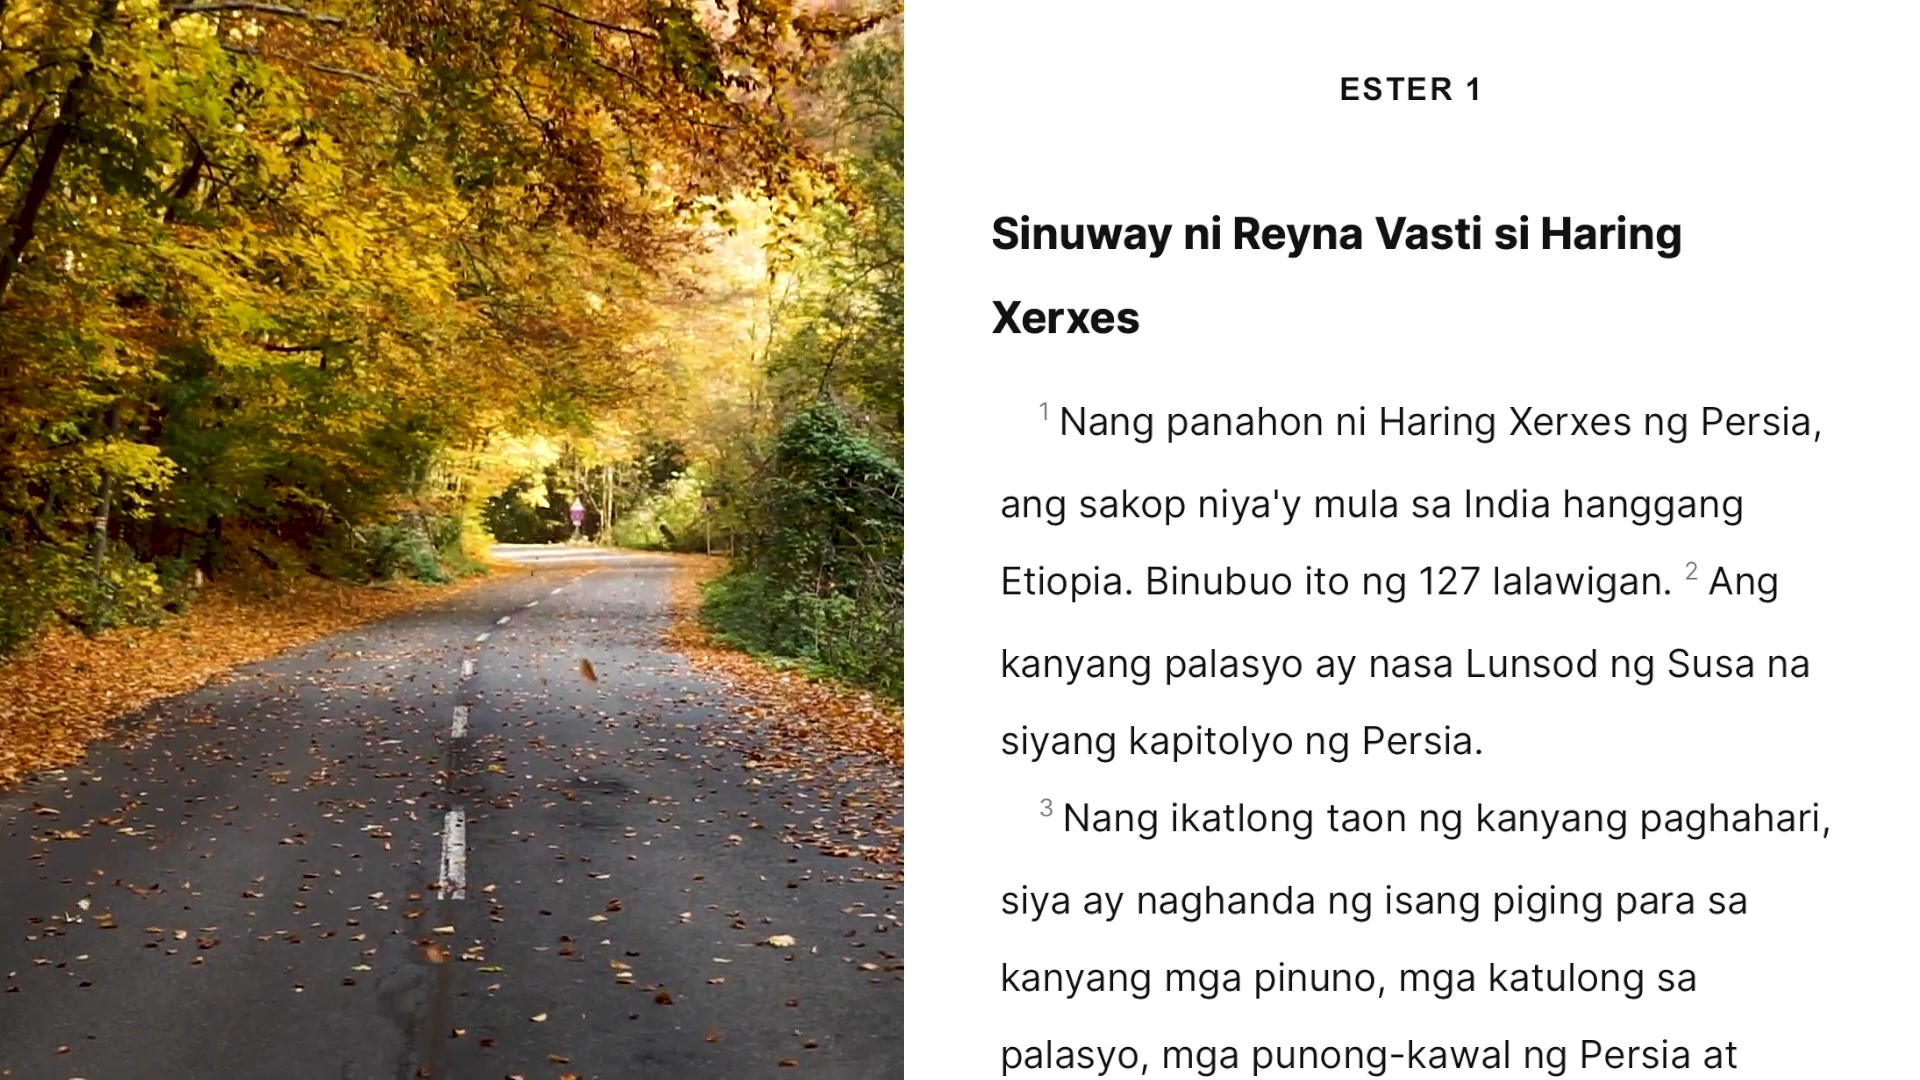 ESTER 1
Sinuway ni Reyna Vasti si Haring
Xerxes
1 Nang panahon ni Haring Xerxes ng Persia,
ang sakop niya'y mula sa India hanggang
Etiopia. Binubuo ito ng 127 lalawigan. 2 Ang
kanyang palasyo ay nasa Lunsod ng Susa na
siyang kapitolyo ng Persia.
3 Nang ikatlong taon ng kanyang paghahari,
siya ay naghanda ng isang piging para sa
kanyang mga pinuno, mga katulong sa
palasyo, mga punong-kawal ng Persia at